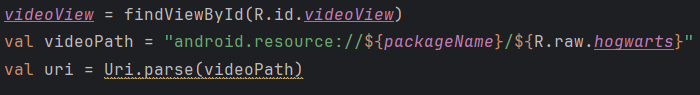 videoView = findViewById(R.id.videoView)
val videoPath = "android.resource://${packageName}/${R.raw.hogwarts}"
val uri = Uri.parse(videoPath)